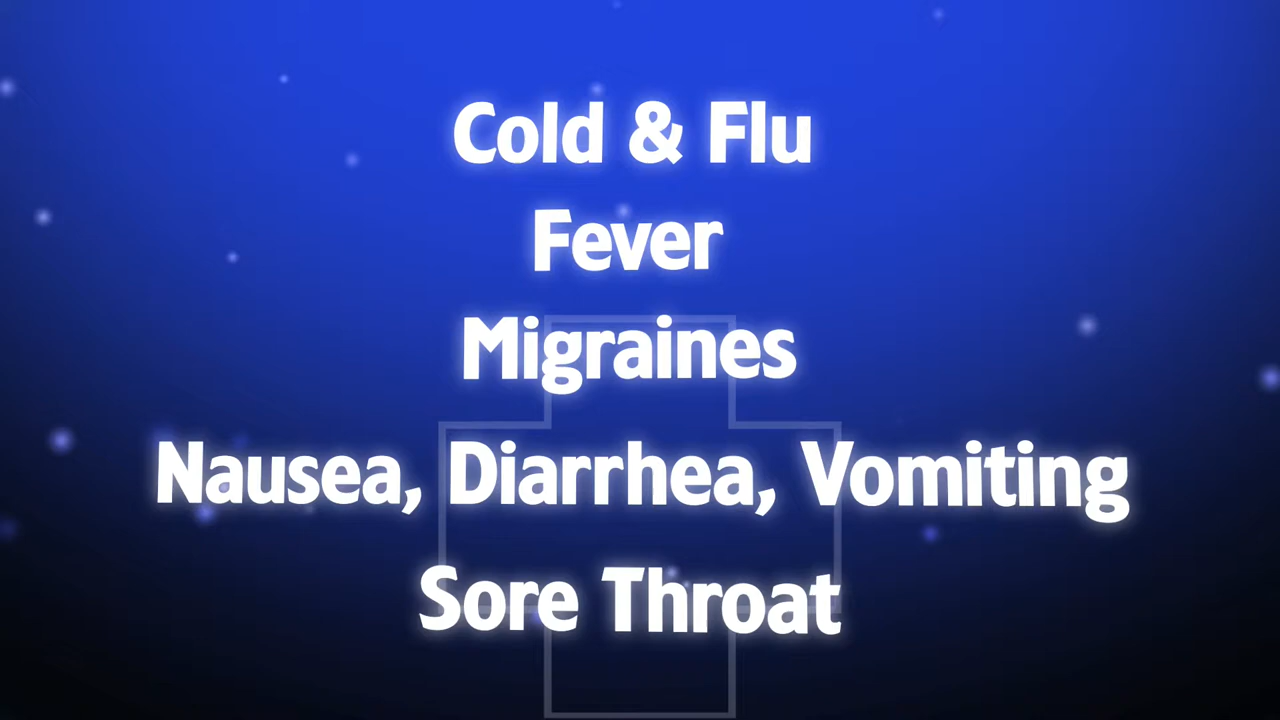 Cold & Flu
Fever
Migraines
Nausea, Diarrhea, Vomiting
Sore Throat